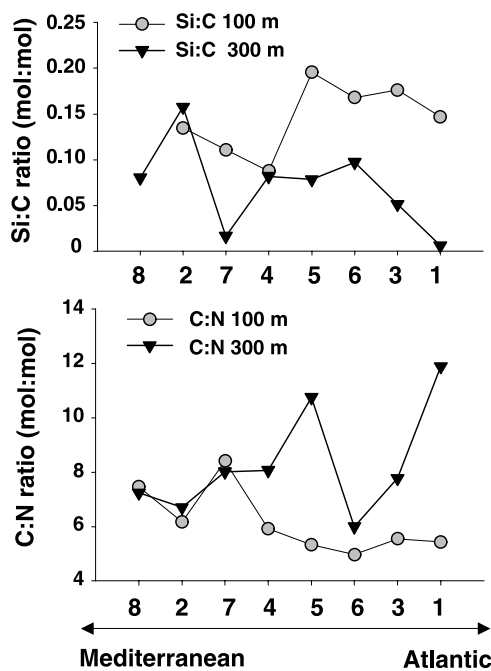 Si:C ratio (mol:mol)
0.25
0.20
0.15
0.10
0.05
0
Si:C 100 m
Si:C 300 m
8 2 7 4 5 6 3 1
C:N ratio (mol:mol)
14
12
10
8
6
4
C:N 100 m
C:N 300 m
8 2 7 4 5 6 3 1
Mediterranean Atlantic